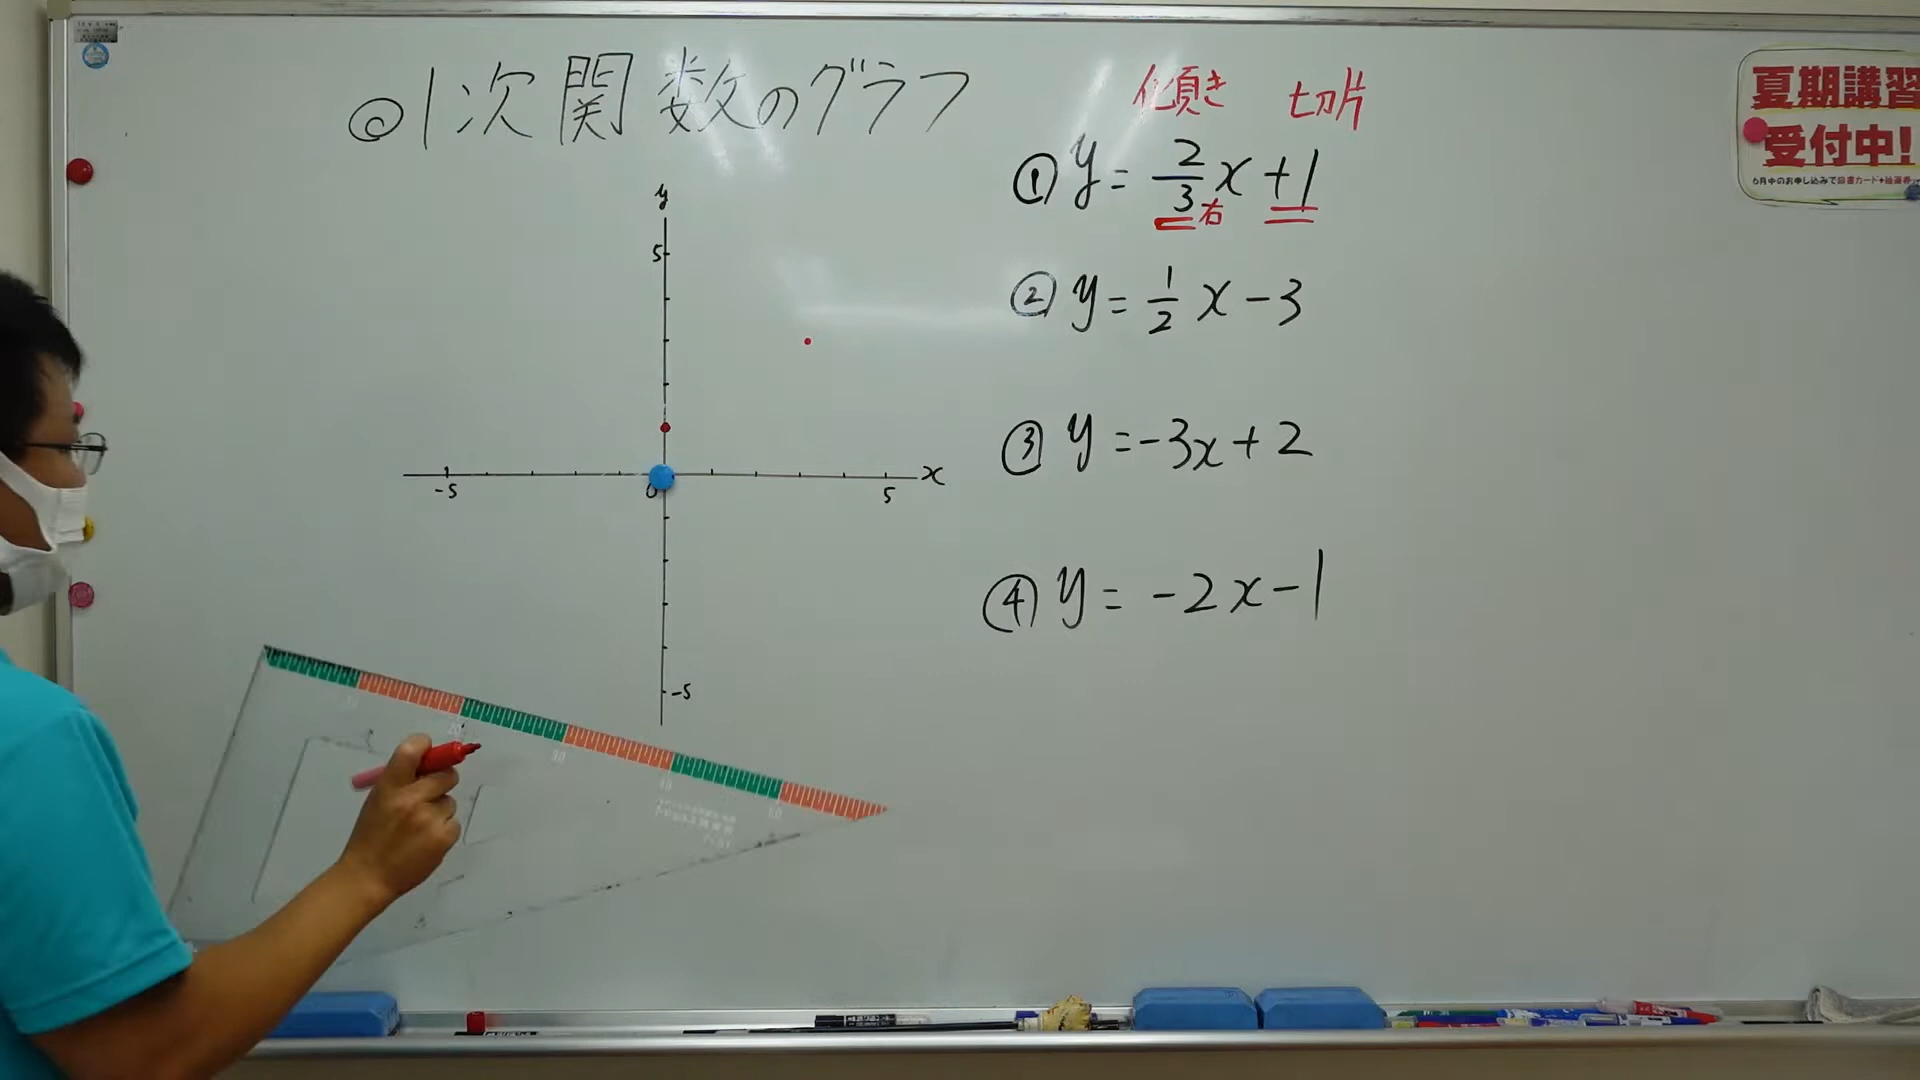 ◎1次関数のグラフ
傾き 切片
① y = 2/3 x + 1
右
② y = 1/2 x - 3
③ y = -3x + 2
④ y = -2x - 1
y
5
-5
0
5
x
-5
夏期講習
受付中!